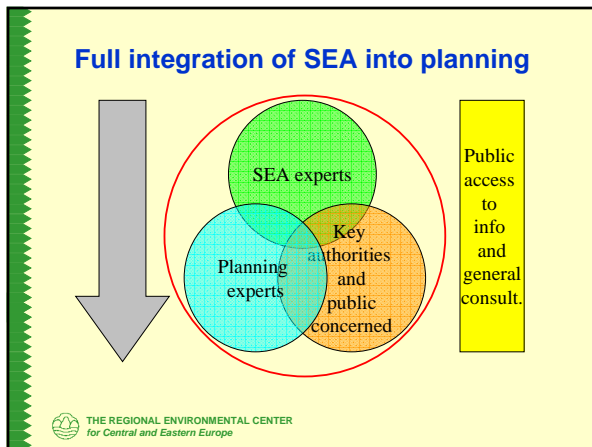 Full integration of SEA into planning
SEA experts
Planning
experts
Key
authorities
and
public
concerned
Public
access
to
info
and
general
consult.
THE REGIONAL ENVIRONMENTAL CENTER
for Central and Eastern Europe